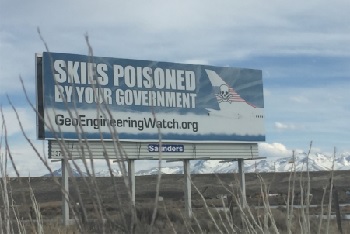 SKIES POISONED
BY YOUR GOVERNMENT
GeoEngineeringWatch.org
Saunders